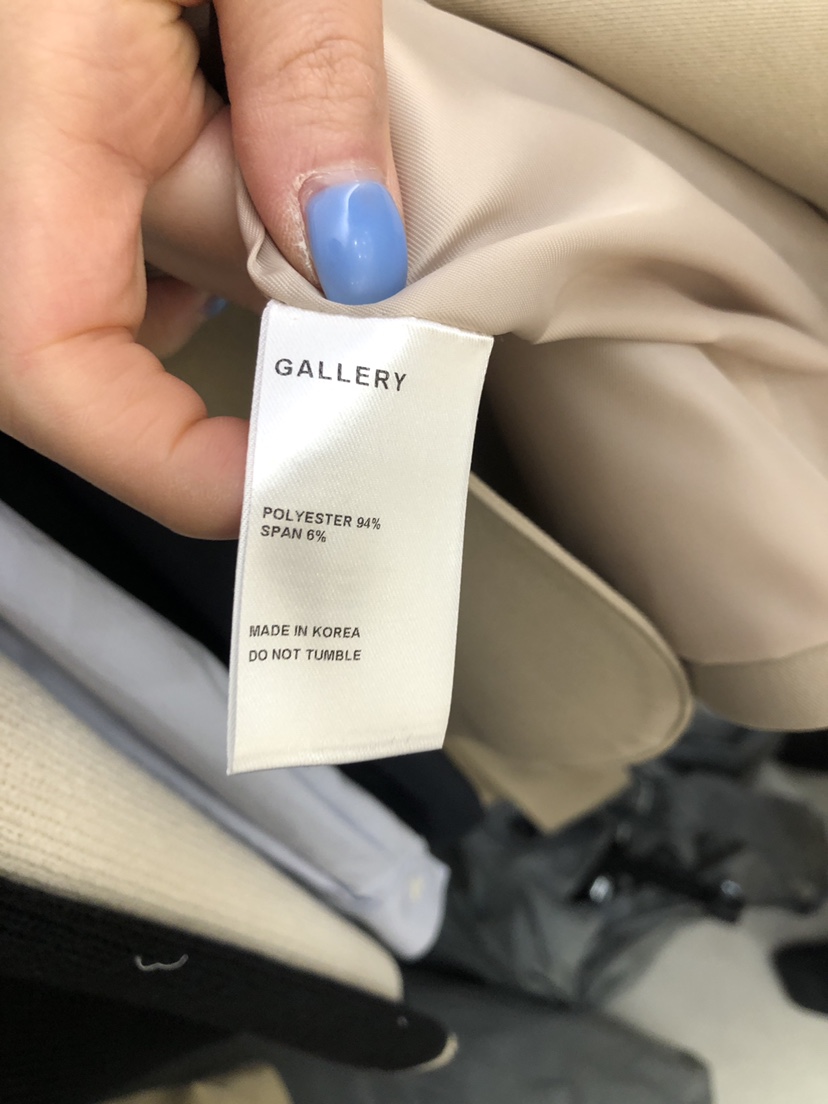 GALLERY
POLYESTER 94%
SPAN 6%
MADE IN KOREA
DO NOT TUMBLE